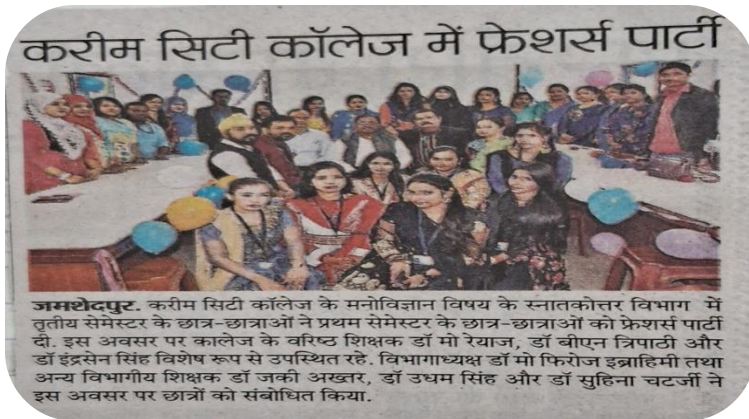 करीम सिटी कॉलेज में फ्रेशर्स पार्टी
जमशेदपुर. करीम सिटी कॉलेज के मनोविज्ञान विषय के स्नातकोत्तर विभाग में
तृतीय सेमेस्टर के छात्र-छात्राओं ने प्रथम सेमेस्टर के छात्र-छात्राओं को फ्रेशर्स पार्टी
दी. इस अवसर पर कालेज के वरिष्ठ शिक्षक डॉ मो रेयाज, डॉ बीएन त्रिपाठी और
डॉ इंद्रसेन सिंह विशेष रूप से उपस्थित रहे. विभागाध्यक्ष डॉ मो फिरोज इब्राहिमी तथा
अन्य विभागीय शिक्षक डॉ जकी अख्तर, डॉ उधम सिंह और डॉ सुहिना चटर्जी ने
इस अवसर पर छात्रों को संबोधित किया.